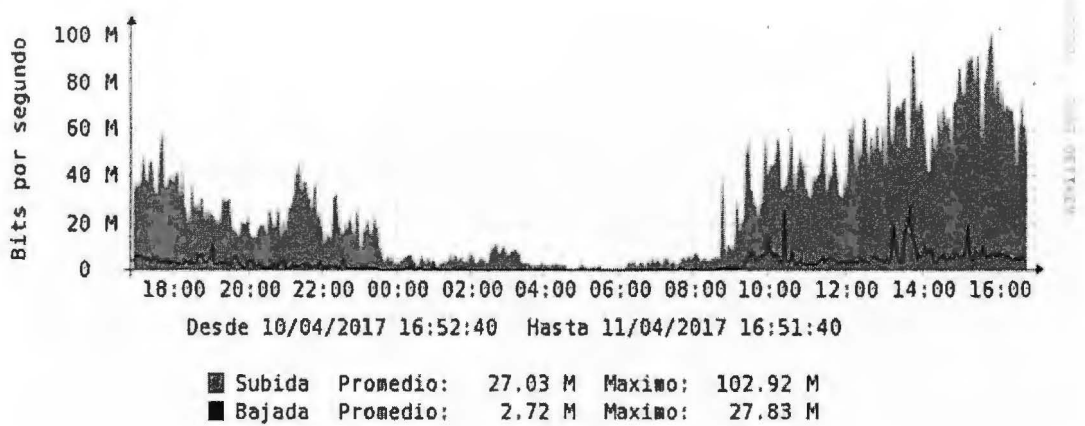 Bits por segundo
100 M
80 M
60 M
40 M
20 M
0
18:00 20:00 22:00 00:00 02:00 04:00 06:00 08:00 10:00 12:00 14:00 16:00
Desde 10/04/2017 16:52:40 Hasta 11/04/2017 16:51:40
Subida Promedio: 27.03 M Maximo: 102.92 M
Bajada Promedio: 2.72 M Maximo: 27.83 M